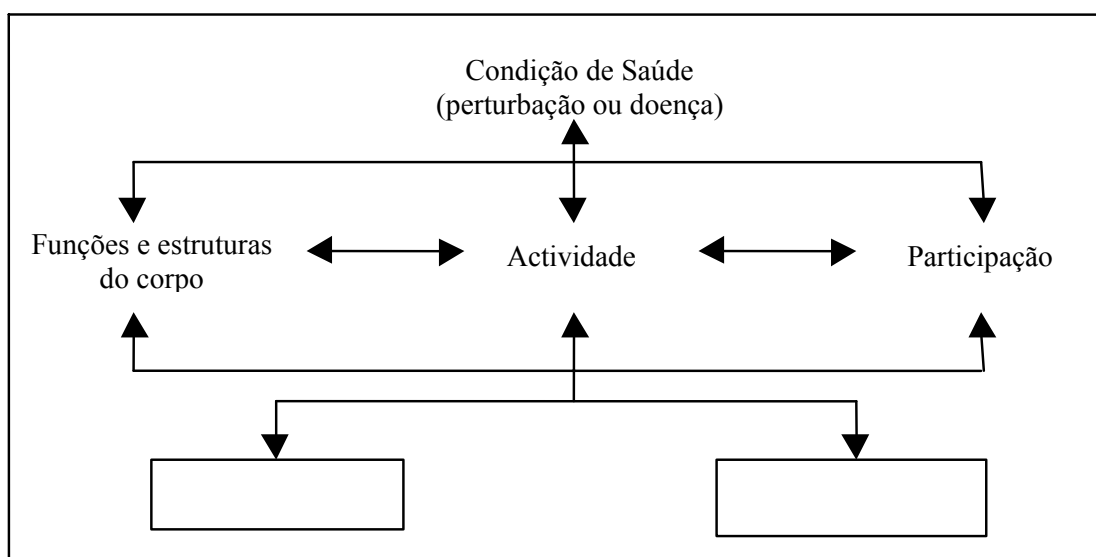 Condição de Saúde
(perturbação ou doença)
Funções e estruturas
do corpo
Actividade
Participação